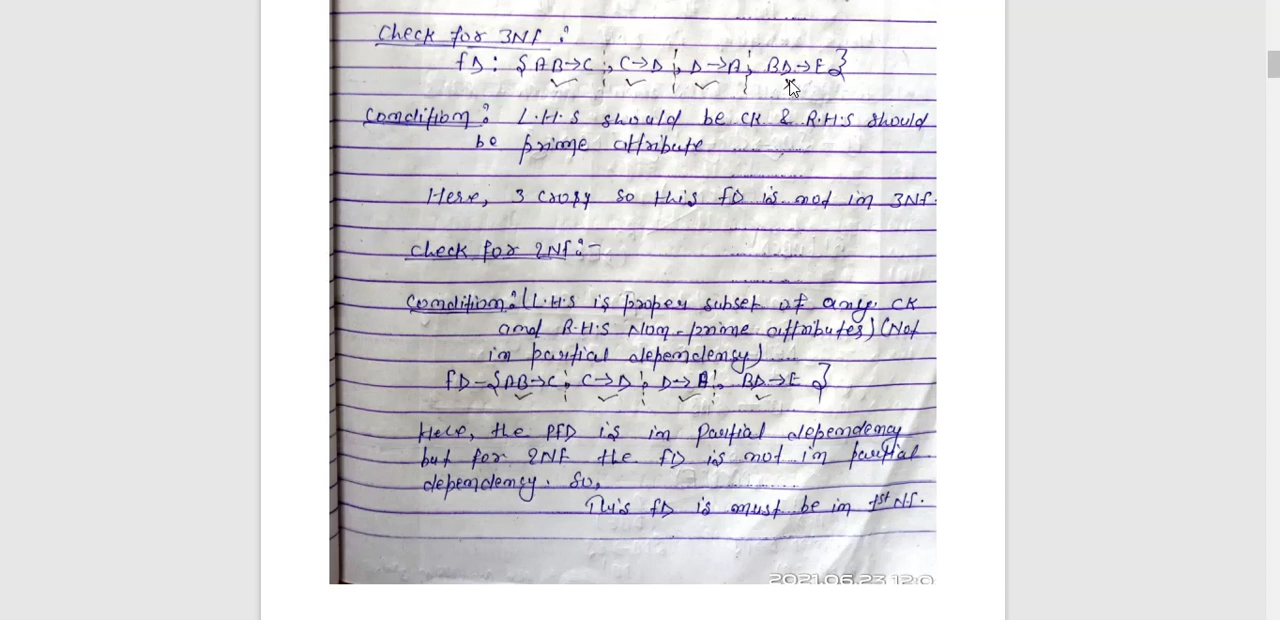 Check for 3NF :
FD : { AB→C ; C→D ; D→A ; BD→E }
Condition : L.H.S should be CK & R.H.S should
be prime attribute
Here, 3 so this FD is not in 3NF.
Check for 2NF :-
Condition : (L.H.S is proper subset of any. CK
and R.H.S Non-prime attributes) (Not
in partial dependency)
FD - { AB→C ; C→D ; D→A ; BD→E }
Here, the PFD is in Partial dependency
but for 2NF the FD is not in partial
dependency. So,
This FD is must be in 1st NF.
2021.06.23 12:0